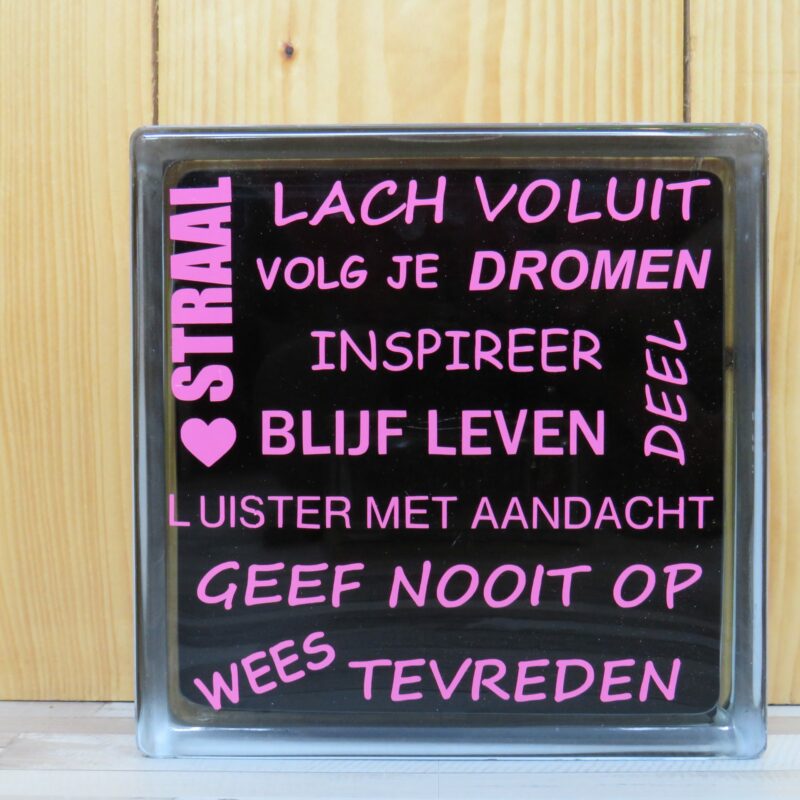 STRAAL
LACH VOLUIT
VOLG JE DROMEN
INSPIREER
DEEL
BLIJF LEVEN
LUISTER MET AANDACHT
GEEF NOOIT OP
WEES TEVREDEN